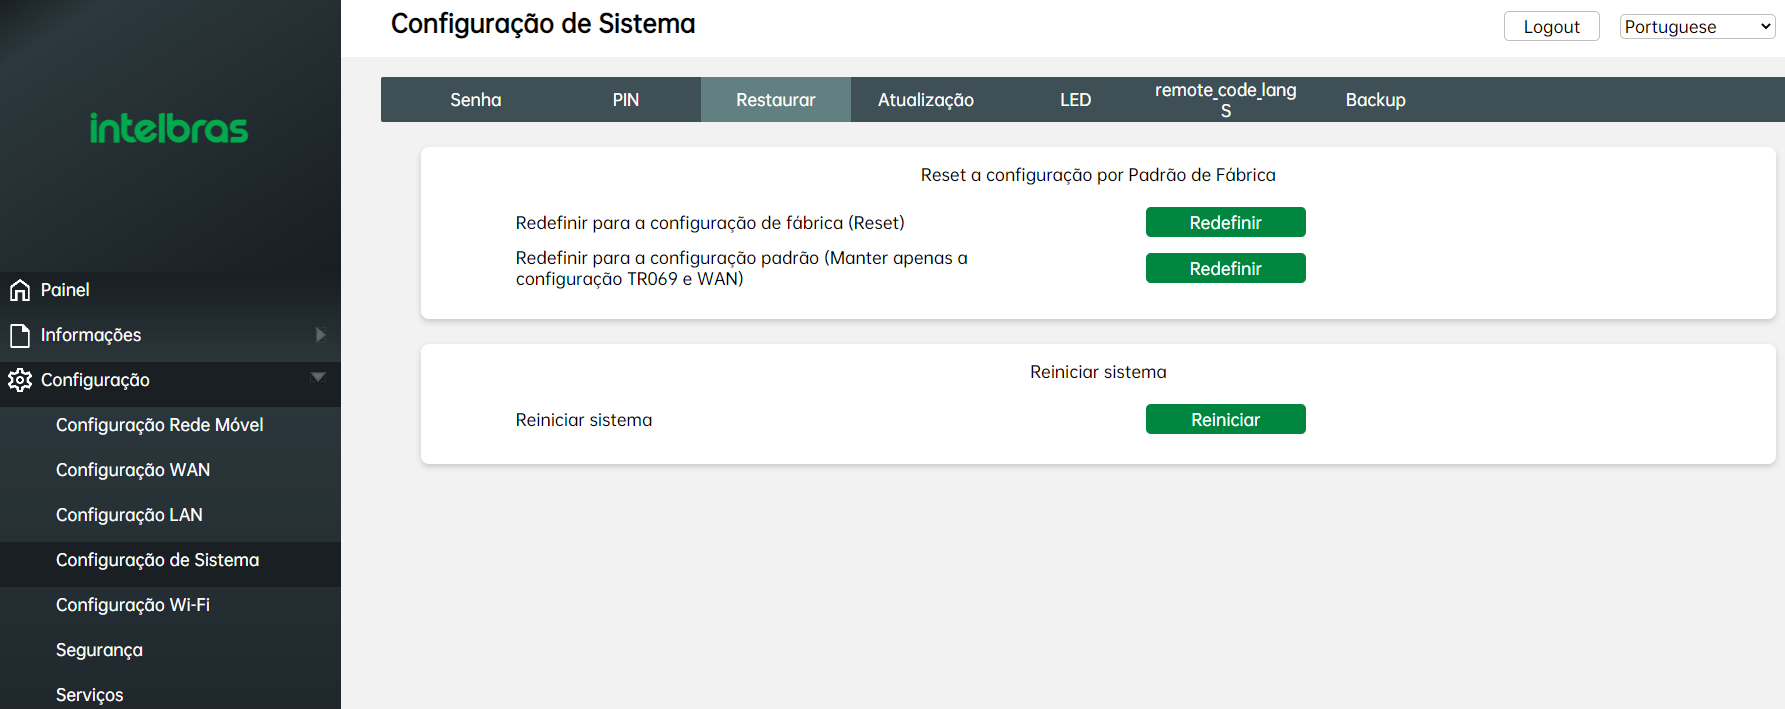 Configuração de Sistema
Logout
Portuguese
intelbras
Senha
PIN
Restaurar
Atualização
LED
remote_code_lang
S
Backup
Reset a configuração por Padrão de Fábrica
Redefinir para a configuração de fábrica (Reset)
Redefinir
Redefinir para a configuração padrão (Manter apenas a
configuração TR069 e WAN)
Redefinir
Reiniciar sistema
Reiniciar sistema
Reiniciar
Painel
Informações
Configuração
Configuração Rede Móvel
Configuração WAN
Configuração LAN
Configuração de Sistema
Configuração Wi-Fi
Segurança
Serviços